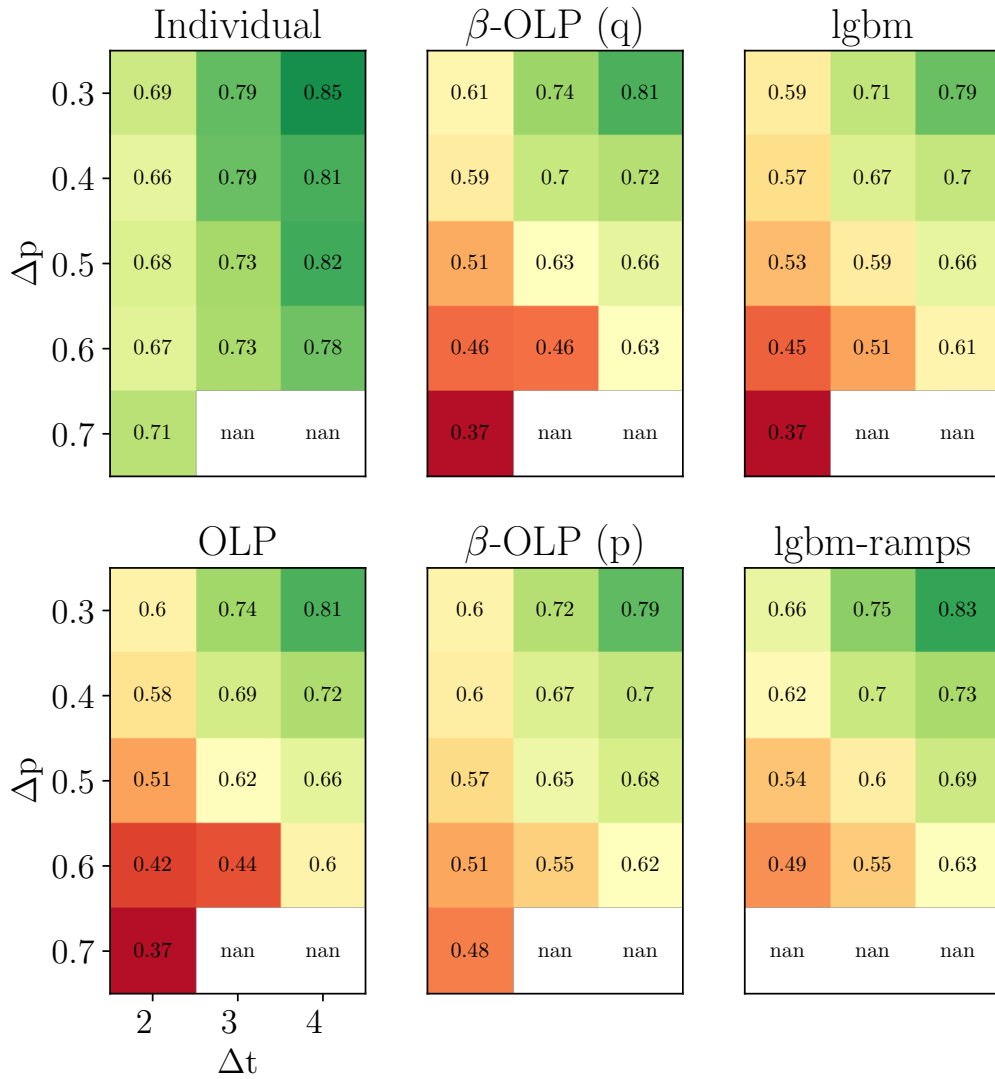 Individual β-OLP (q) lgbm
0.3 0.69 0.79 0.85 0.61 0.74 0.81 0.59 0.71 0.79
0.4 0.66 0.79 0.81 0.59 0.7 0.72 0.57 0.67 0.7
Δp 0.5 0.68 0.73 0.82 0.51 0.63 0.66 0.53 0.59 0.66
0.6 0.67 0.73 0.78 0.46 0.46 0.63 0.45 0.51 0.61
0.7 0.71 nan nan 0.37 nan nan 0.37 nan nan
OLP β-OLP (p) lgbm-ramps
0.3 0.6 0.74 0.81 0.6 0.72 0.79 0.66 0.75 0.83
0.4 0.58 0.69 0.72 0.6 0.67 0.7 0.62 0.7 0.73
Δp 0.5 0.51 0.62 0.66 0.57 0.65 0.68 0.54 0.6 0.69
0.6 0.42 0.44 0.6 0.51 0.55 0.62 0.49 0.55 0.63
0.7 0.37 nan nan 0.48 nan nan nan nan nan
2 3 4
Δt